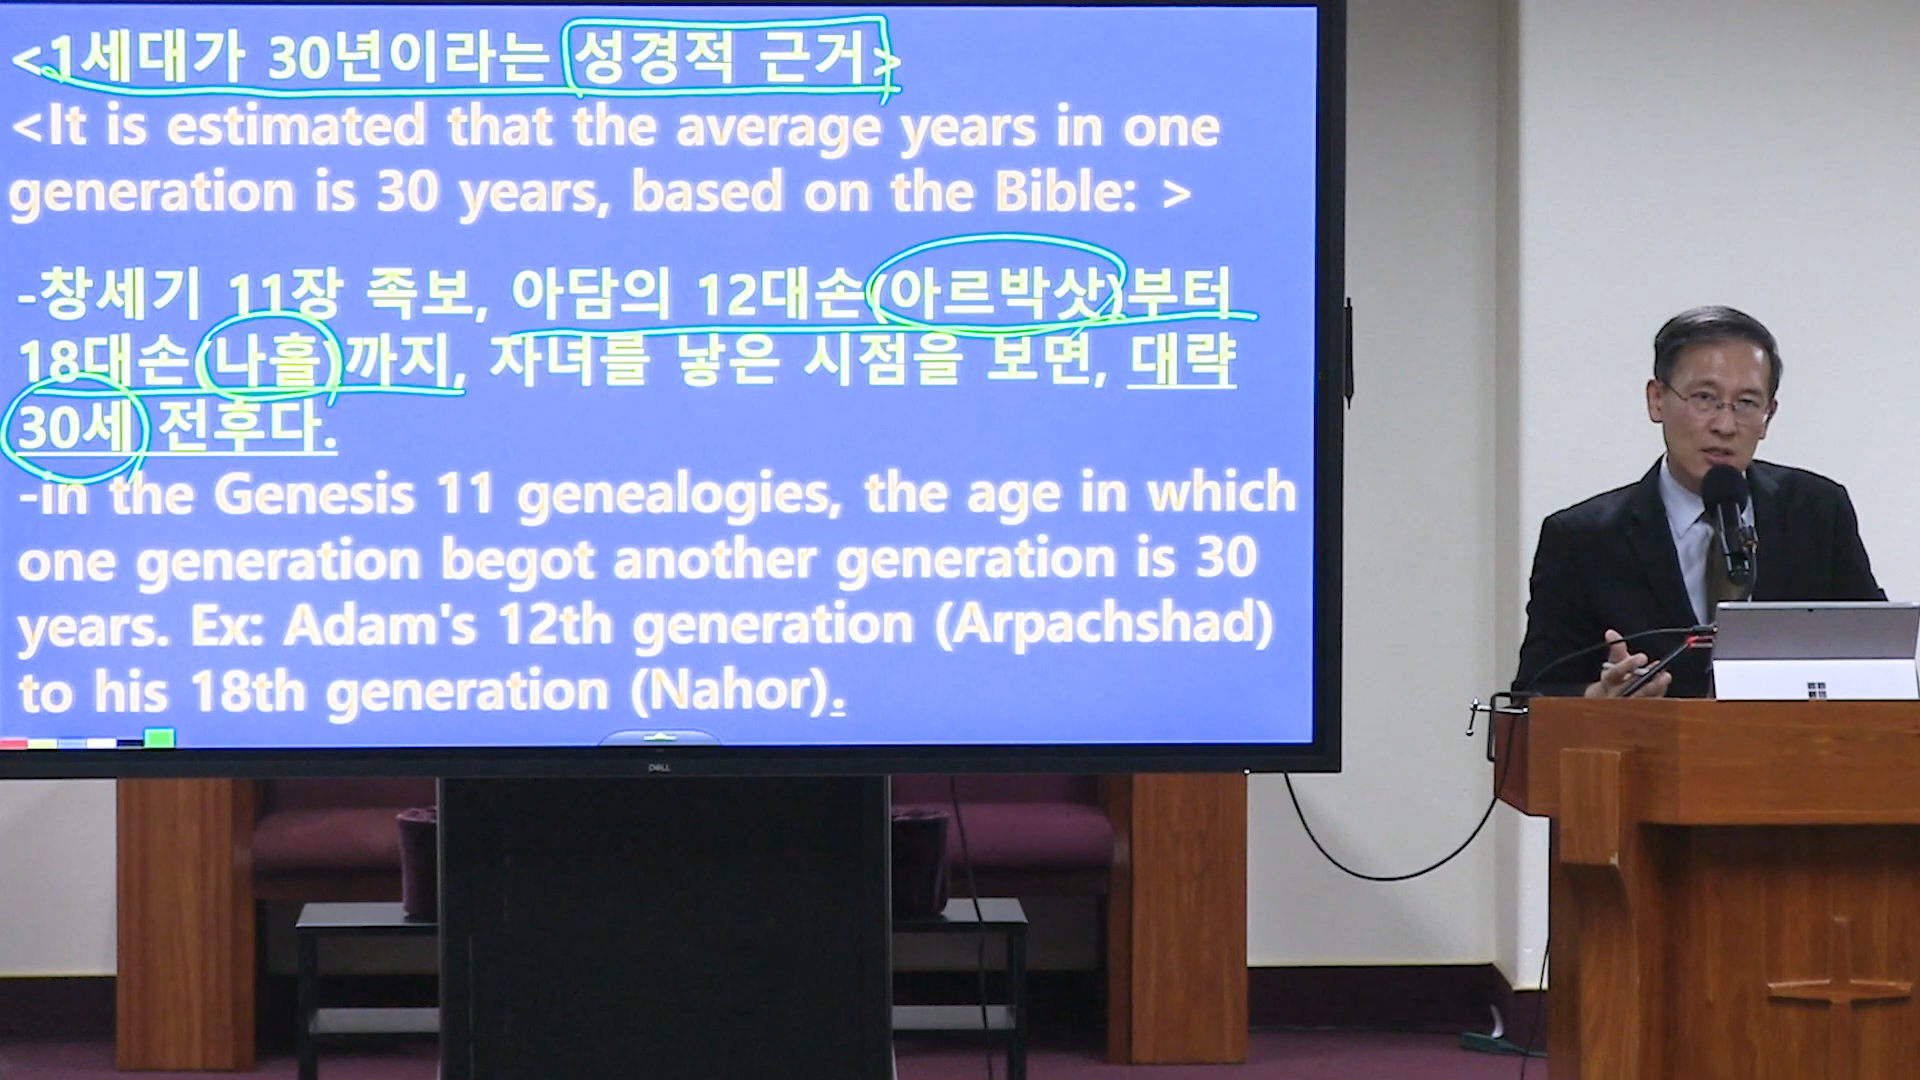 <1세대가 30년이라는 성경적 근거>
<It is estimated that the average years in one
generation is 30 years, based on the Bible: >
-창세기 11장 족보, 아담의 12대손(아르박삿)부터
18대손(나홀)까지, 자녀를 낳은 시점을 보면, 대략
30세 전후다.
-in the Genesis 11 genealogies, the age in which
one generation begot another generation is 30
years. Ex: Adam's 12th generation (Arpachshad)
to his 18th generation (Nahor).
DELL